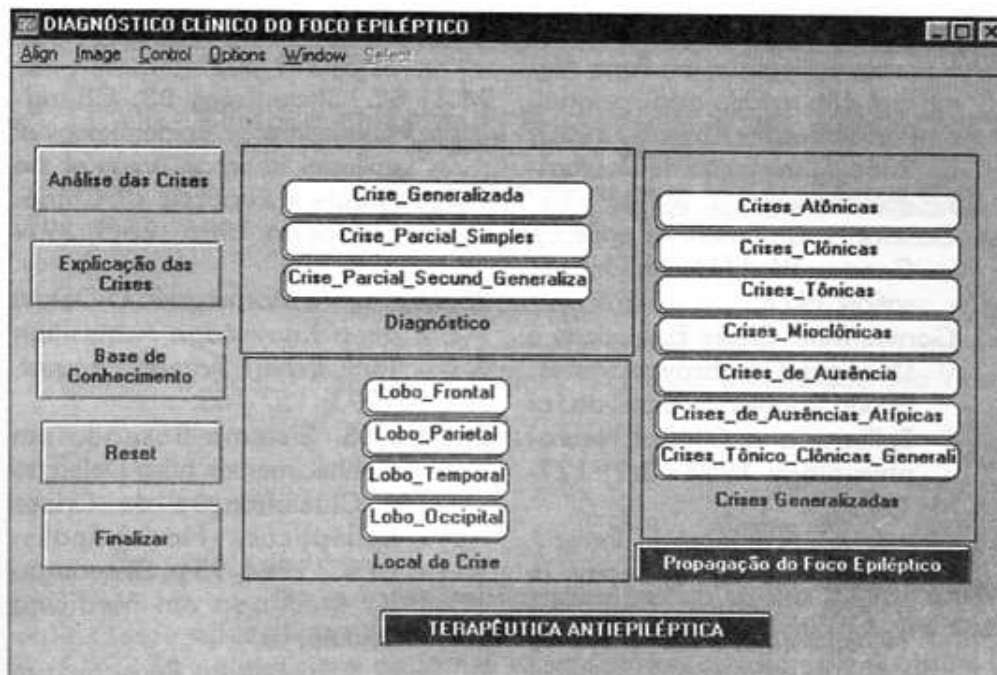 DIAGNÓSTICO CLÍNICO DO FOCO EPILÉPTICO
Align Image Control Options Window Select
Análise das Crises
Explicação das
Crises
Base de
Conhecimento
Reset
Finalizar
Crise_Generalizada
Crise_Parcial_Simples
Crise_Parcial_Secund_Generaliza
Diagnóstico
Lobo_Frontal
Lobo_Parietal
Lobo_Temporal
Lobo_Occipital
Local da Crise
Crises_Atônicas
Crises_Clônicas
Crises_Tônicas
Crises_Mioclônicas
Crises_de_Ausência
Crises_de_Ausências_Atípicas
Crises_Tônico_Clônicas_Generali
Crises Generalizadas
Propagação do Foco Epiléptico
TERAPÊUTICA ANTIEPILÉPTICA